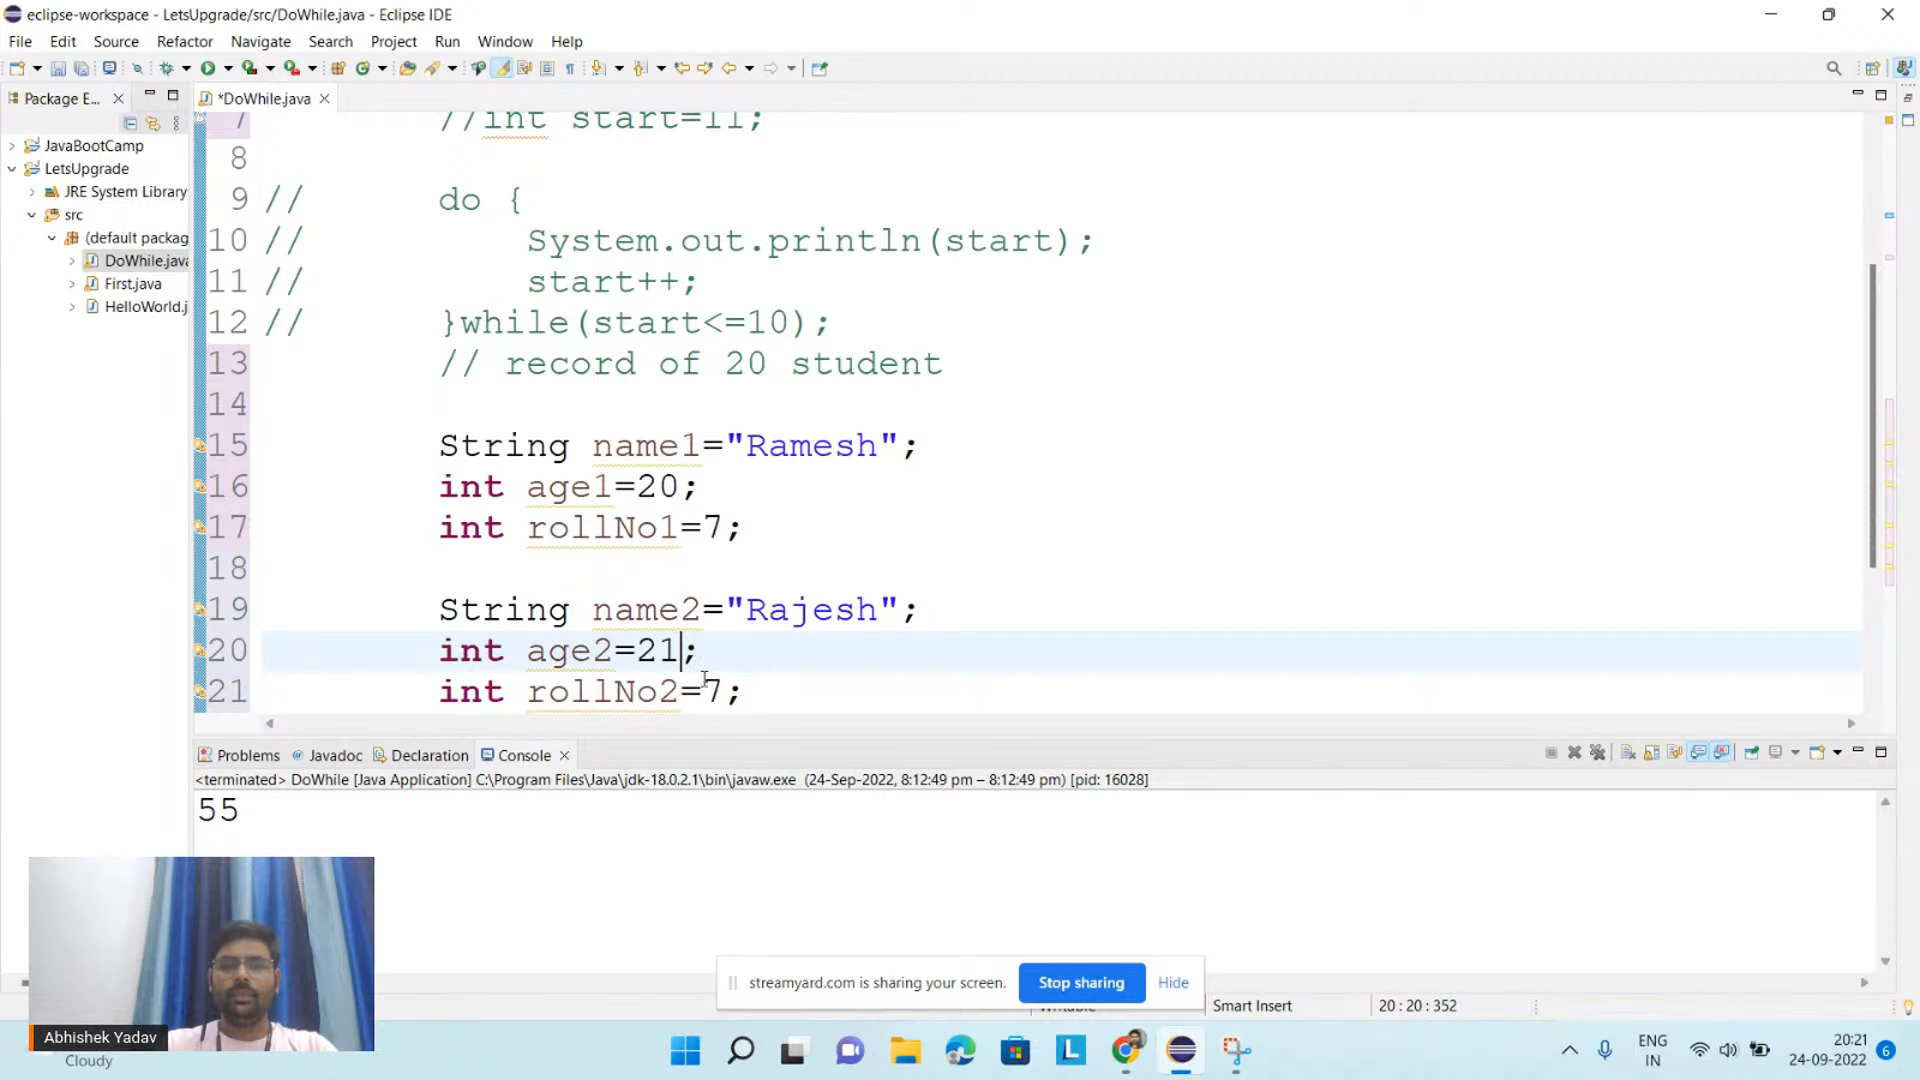 eclipse-workspace - LetsUpgrade/src/DoWhile.java - Eclipse IDE
File Edit Source Refactor Navigate Search Project Run Window Help
Package E...
*DoWhile.java
JavaBootCamp
LetsUpgrade
JRE System Library
src
(default packag
DoWhile.java
First.java
HelloWorld.j
7 //int start=11;
8
9 // do {
10 // System.out.println(start);
11 // start++;
12 // }while(start<=10);
13 // record of 20 student
14
15 String name1="Ramesh";
16 int age1=20;
17 int rollNo1=7;
18
19 String name2="Rajesh";
20 int age2=21;
21 int rollNo2=7;
Problems @ Javadoc Declaration Console
<terminated> DoWhile [Java Application] C:\Program Files\Java\jdk-18.0.2.1\bin\javaw.exe (24-Sep-2022, 8:12:49 pm – 8:12:49 pm) [pid: 16028]
55
streamyard.com is sharing your screen. Stop sharing Hide
Writable Smart Insert 20 : 20 : 352
Abhishek Yadav
Cloudy
L
ENG
IN
20:21
24-09-2022
6